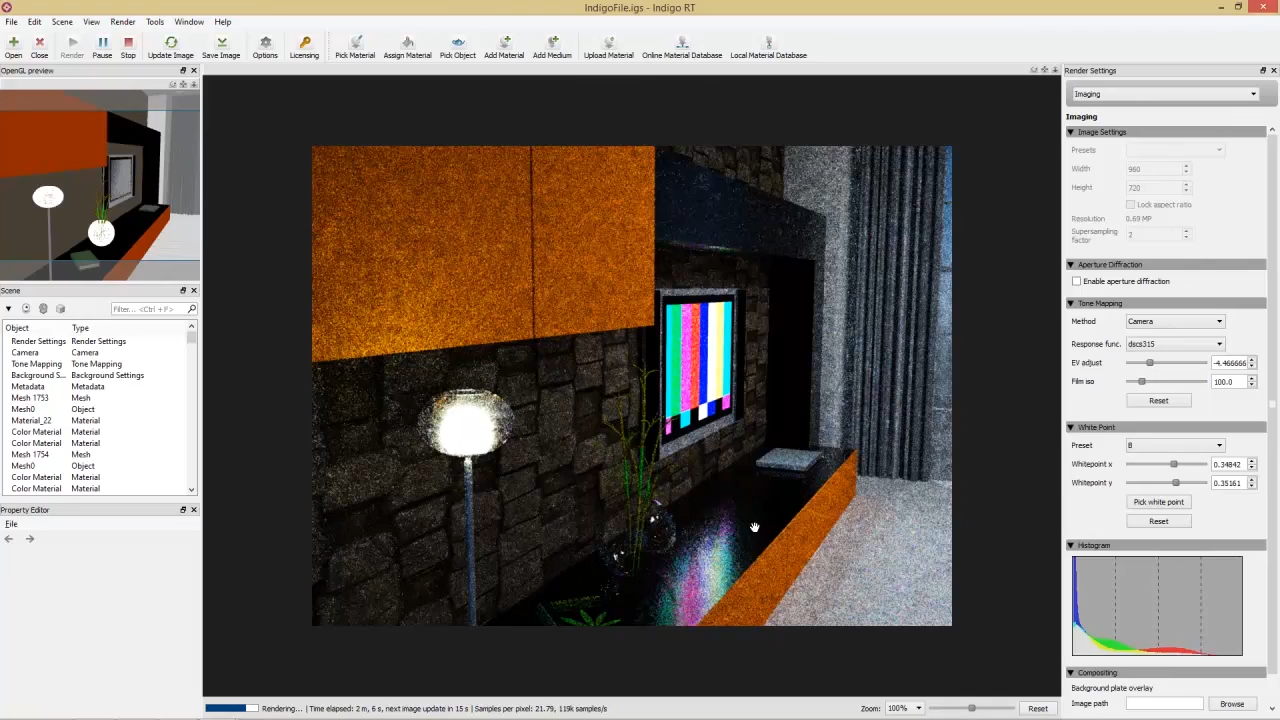 IndigoFile.igs - Indigo RT
File Edit Scene View Render Tools Window Help
Open Close Render Pause Stop Update Image Save Image Options Licensing Pick Material Assign Material Pick Object Add Material Add Medium Upload Material Online Material Database Local Material Database
OpenGL preview
Scene
Filter... <Ctrl + F>
Object Type
Render Settings Render Settings
Camera Camera
Tone Mapping Tone Mapping
Background S... Background Settings
Metadata Metadata
Mesh 1753 Mesh
Mesh0 Object
Material_22 Material
Color Material Material
Color Material Material
Mesh 1754 Mesh
Mesh0 Object
Color Material Material
Color Material Material
Property Editor
File
Render Settings
Imaging
Imaging
Image Settings
Presets
Width 960
Height 720
Lock aspect ratio
Resolution 0.69 MP
Supersampling factor 2
Aperture Diffraction
Enable aperture diffraction
Tone Mapping
Method Camera
Response func. dscs315
EV adjust -4.466666
Film iso 100.0
Reset
White Point
Preset B
Whitepoint x 0.34842
Whitepoint y 0.35161
Pick white point
Reset
Histogram
Compositing
Background plate overlay
Image path Browse
Rendering... | Time elapsed: 2 m, 6 s, next image update in 15 s | Samples per pixel: 21.79, 119k samples/s
Zoom: 100% Reset